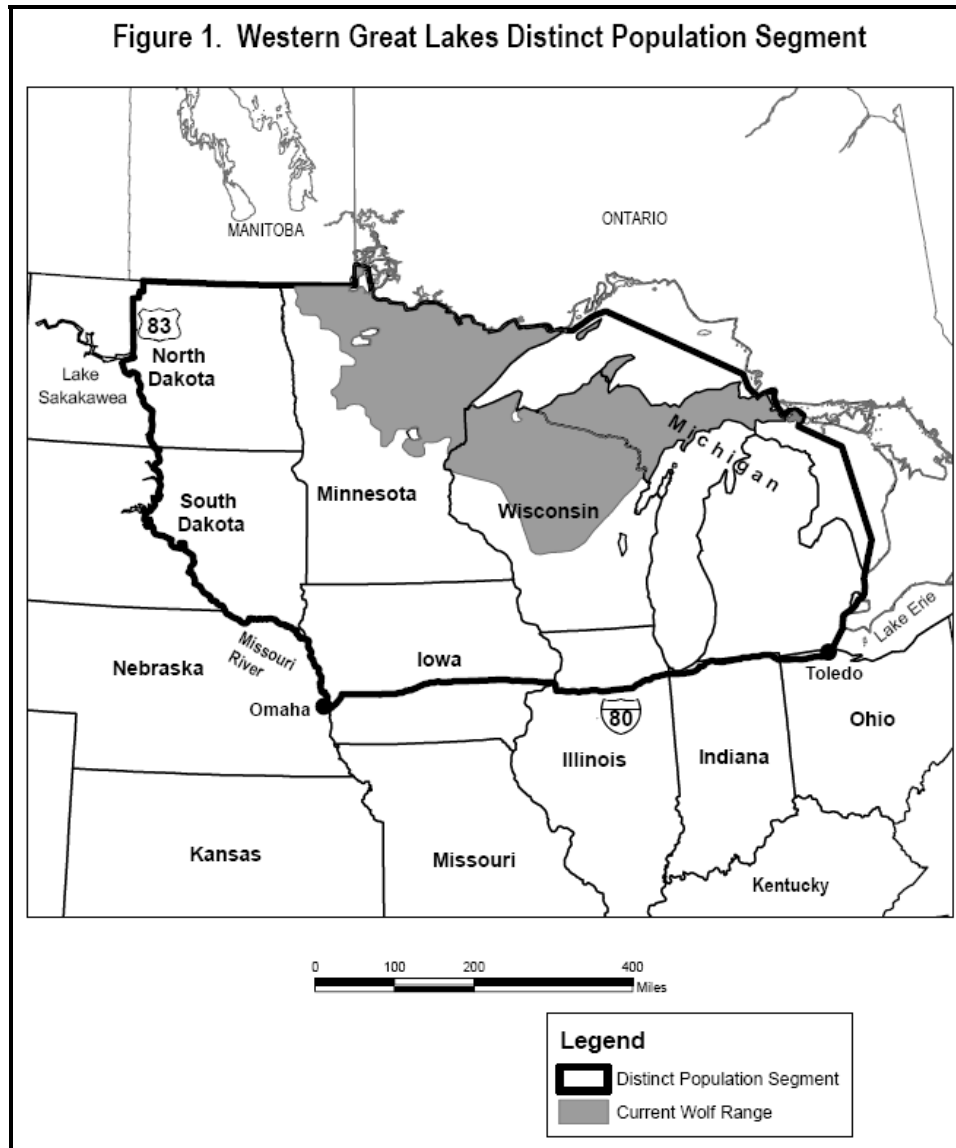 Figure 1. Western Great Lakes Distinct Population Segment
MANITOBA
ONTARIO
83
North
Dakota
Lake
Sakakawea
Michigan
South
Dakota
Minnesota
Wisconsin
Lake Erie
Missouri
River
Nebraska
Iowa
Toledo
Omaha
80
Ohio
Illinois
Indiana
Kansas
Missouri
Kentucky
0 100 200 400
Miles
Legend
Distinct Population Segment
Current Wolf Range